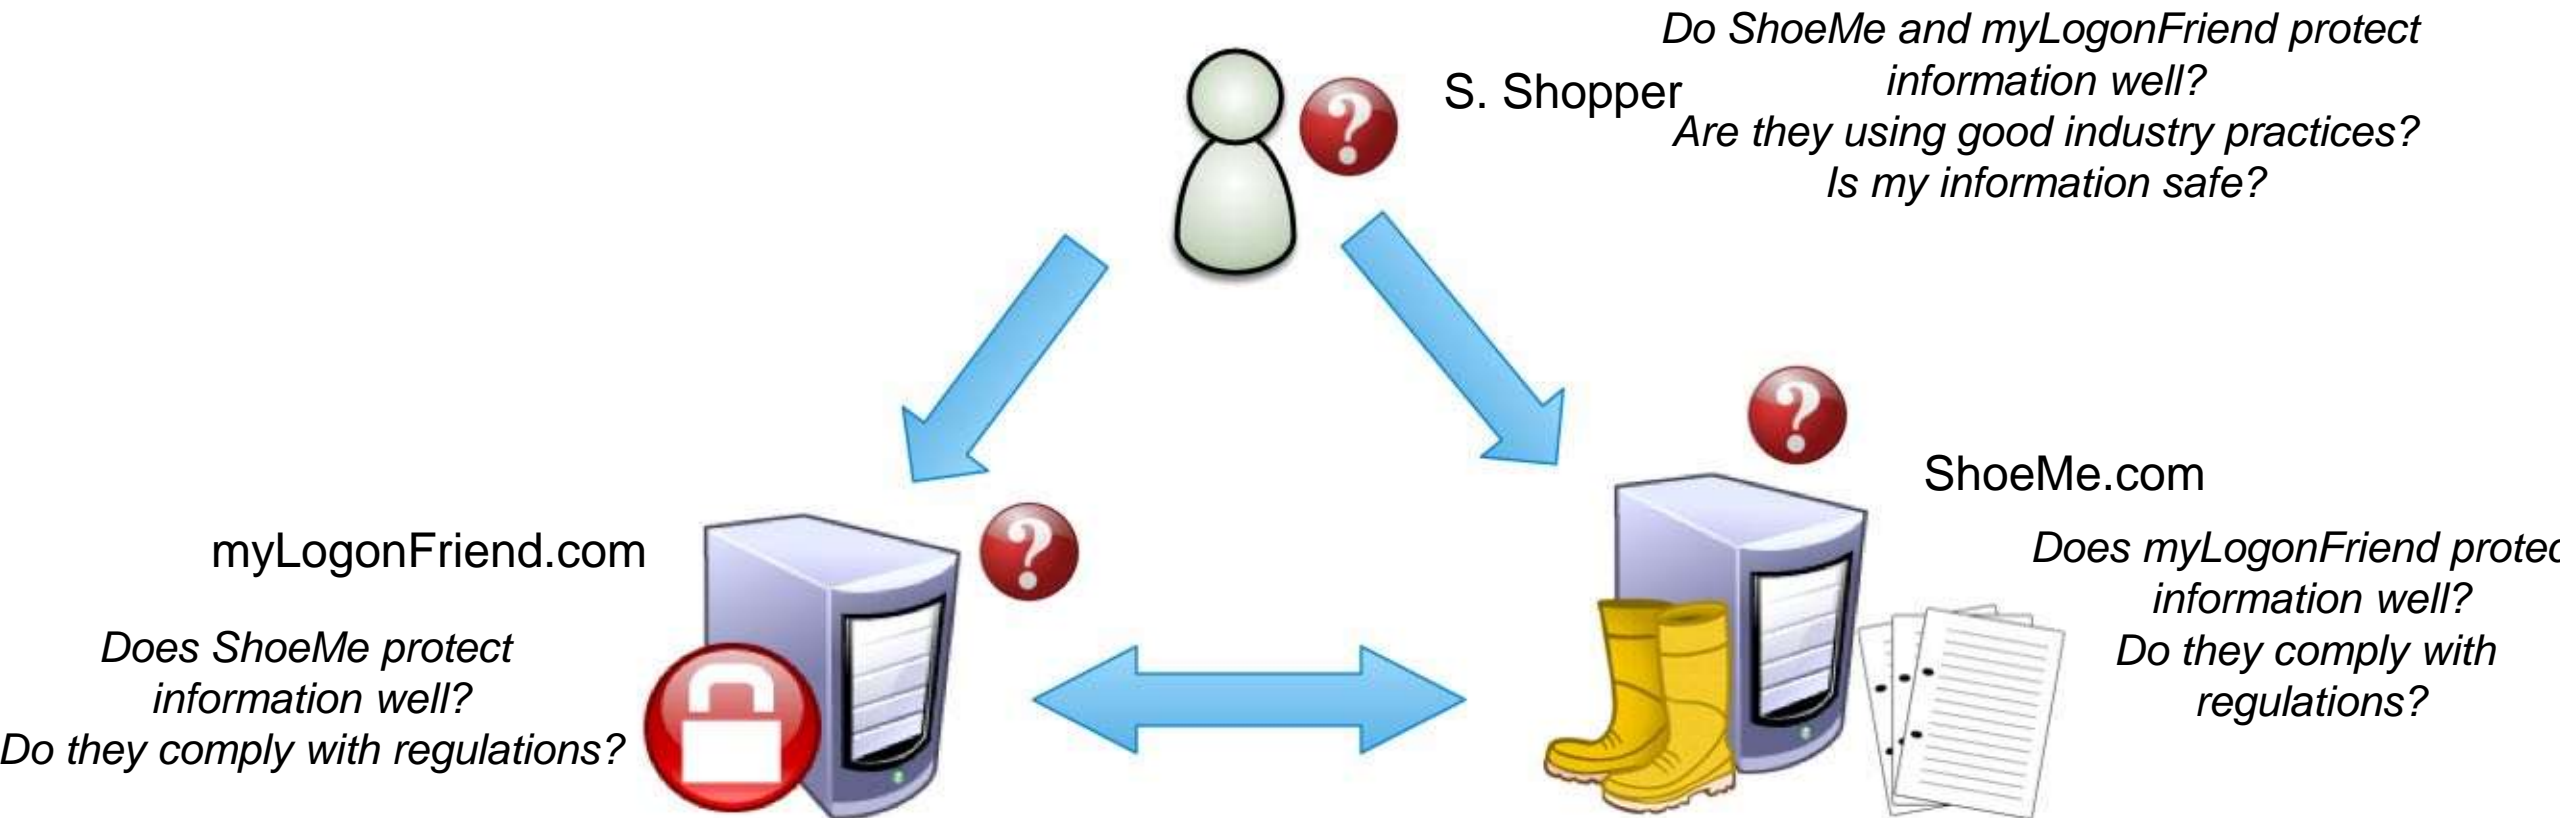 Do ShoeMe and myLogonFriend protect
information well?
Are they using good industry practices?
Is my information safe?
S. Shopper
ShoeMe.com
Does myLogonFriend protec
information well?
Do they comply with
regulations?
myLogonFriend.com
Does ShoeMe protect
information well?
Do they comply with regulations?